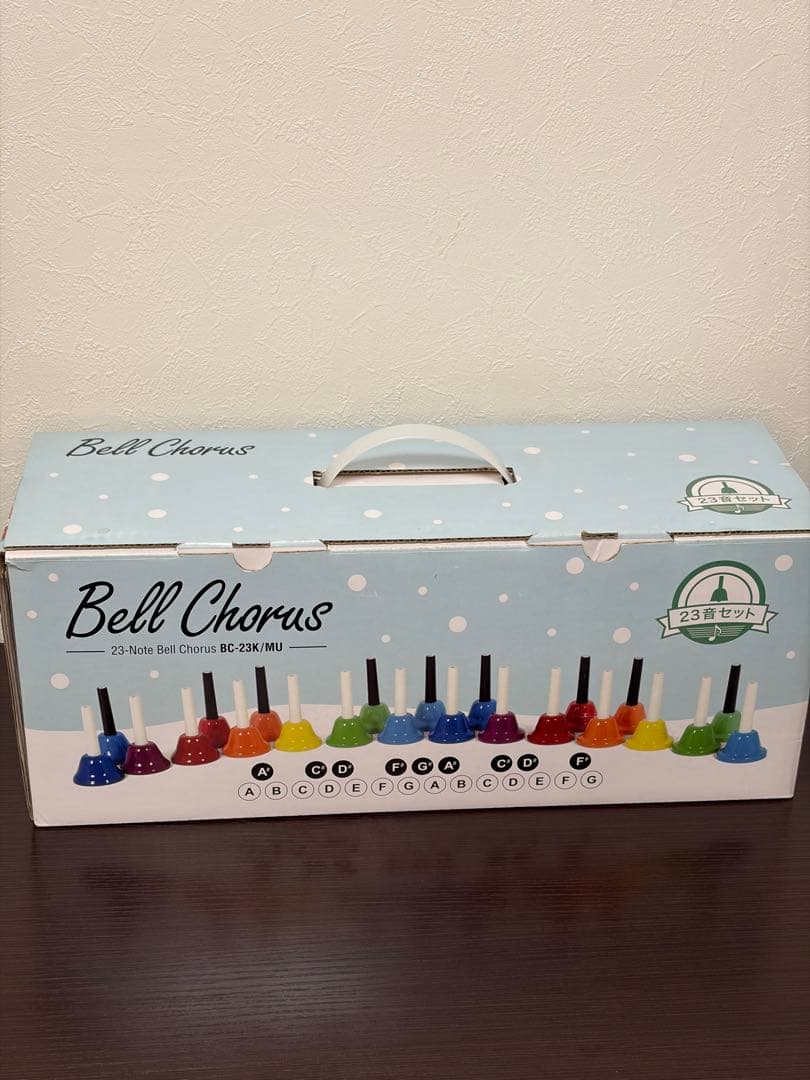 Bell Chorus
23音セット
Bell Chorus
23-Note Bell Chorus BC-23K/MU
23音セット
A# C# D# F# G# A# C# D# F#
A B C D E F G A B C D E F G